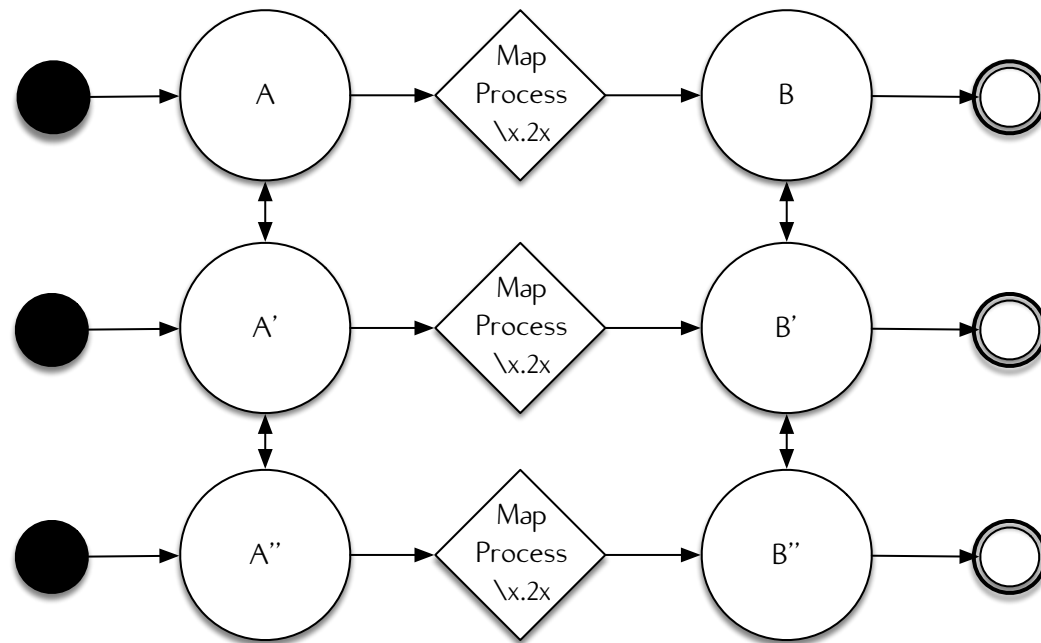 A
Map
Process
\x.2x
B
A'
Map
Process
\x.2x
B'
A''
Map
Process
\x.2x
B''